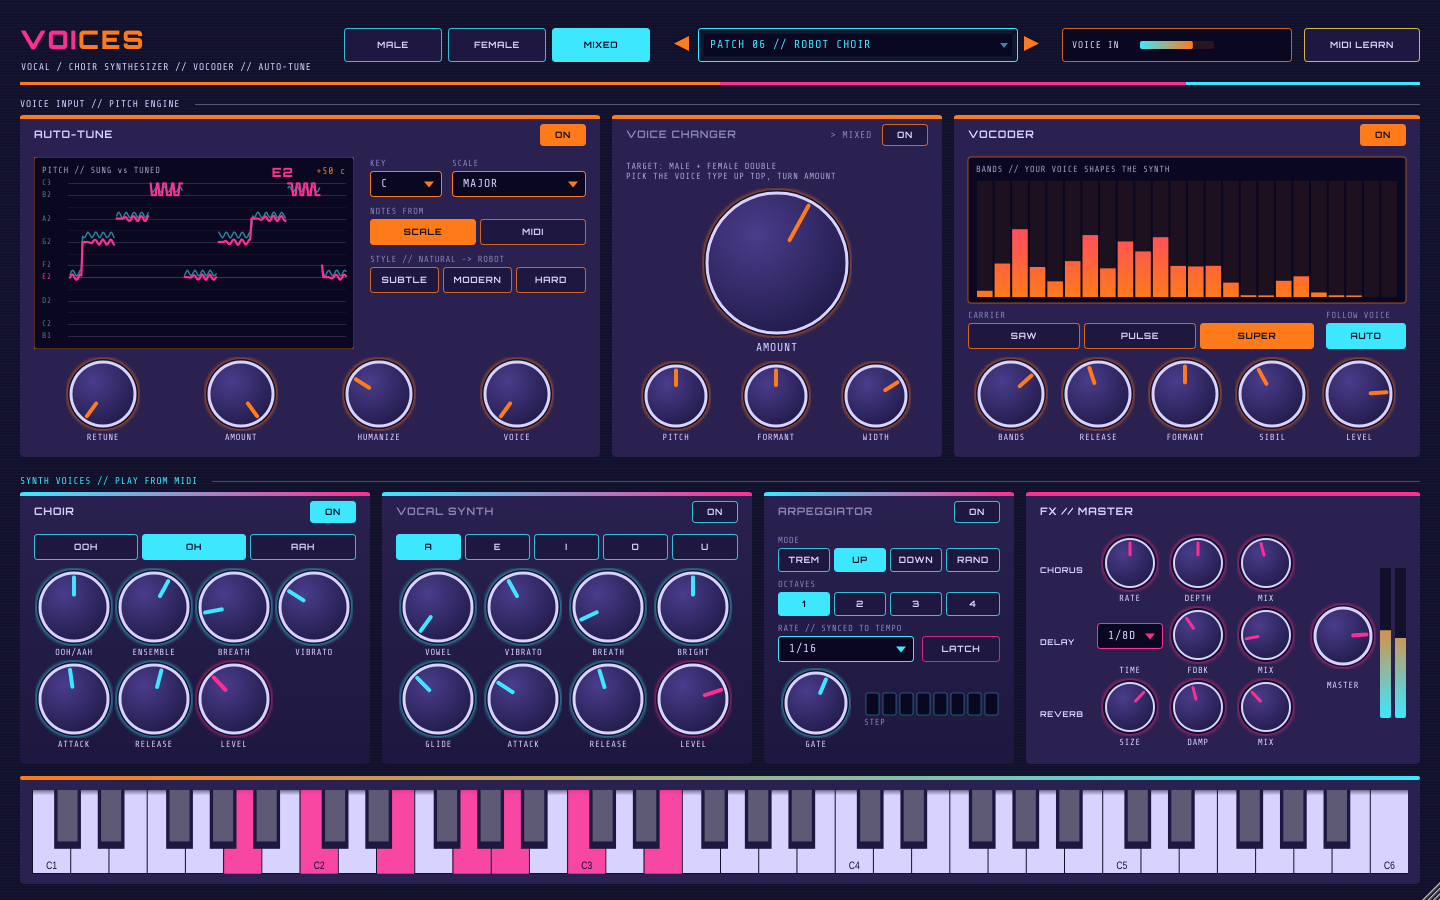 VOICES
VOCAL / CHOIR SYNTHESIZER // VOCODER // AUTO-TUNE
MALE
FEMALE
MIXED
PATCH 06 // ROBOT CHOIR
VOICE IN
MIDI LEARN
VOICE INPUT // PITCH ENGINE
AUTO-TUNE
ON
PITCH // SUNG vs TUNED
E2
+50 c
C3
B2
A2
G2
F2
E2
D2
C2
B1
KEY
SCALE
C
MAJOR
NOTES FROM
SCALE
MIDI
STYLE // NATURAL -> ROBOT
SUBTLE
MODERN
HARD
RETUNE
AMOUNT
HUMANIZE
VOICE
VOICE CHANGER
> MIXED
ON
TARGET: MALE + FEMALE DOUBLE
PICK THE VOICE TYPE UP TOP, TURN AMOUNT
AMOUNT
PITCH
FORMANT
WIDTH
VOCODER
ON
BANDS // YOUR VOICE SHAPES THE SYNTH
CARRIER
FOLLOW VOICE
SAW
PULSE
SUPER
AUTO
BANDS
RELEASE
FORMANT
SIBIL
LEVEL
SYNTH VOICES // PLAY FROM MIDI
CHOIR
ON
OOH
OH
AAH
OOH/AAH
ENSEMBLE
BREATH
VIBRATO
ATTACK
RELEASE
LEVEL
VOCAL SYNTH
ON
A
E
I
O
U
VOWEL
VIBRATO
BREATH
BRIGHT
GLIDE
ATTACK
RELEASE
LEVEL
ARPEGGIATOR
ON
MODE
TREM
UP
DOWN
RAND
OCTAVES
1
2
3
4
RATE // SYNCED TO TEMPO
1/16
LATCH
GATE
STEP
FX // MASTER
CHORUS
RATE
DEPTH
MIX
DELAY
1/8D
TIME
FDBK
MIX
MASTER
REVERB
SIZE
DAMP
MIX
C1
C2
C3
C4
C5
C6